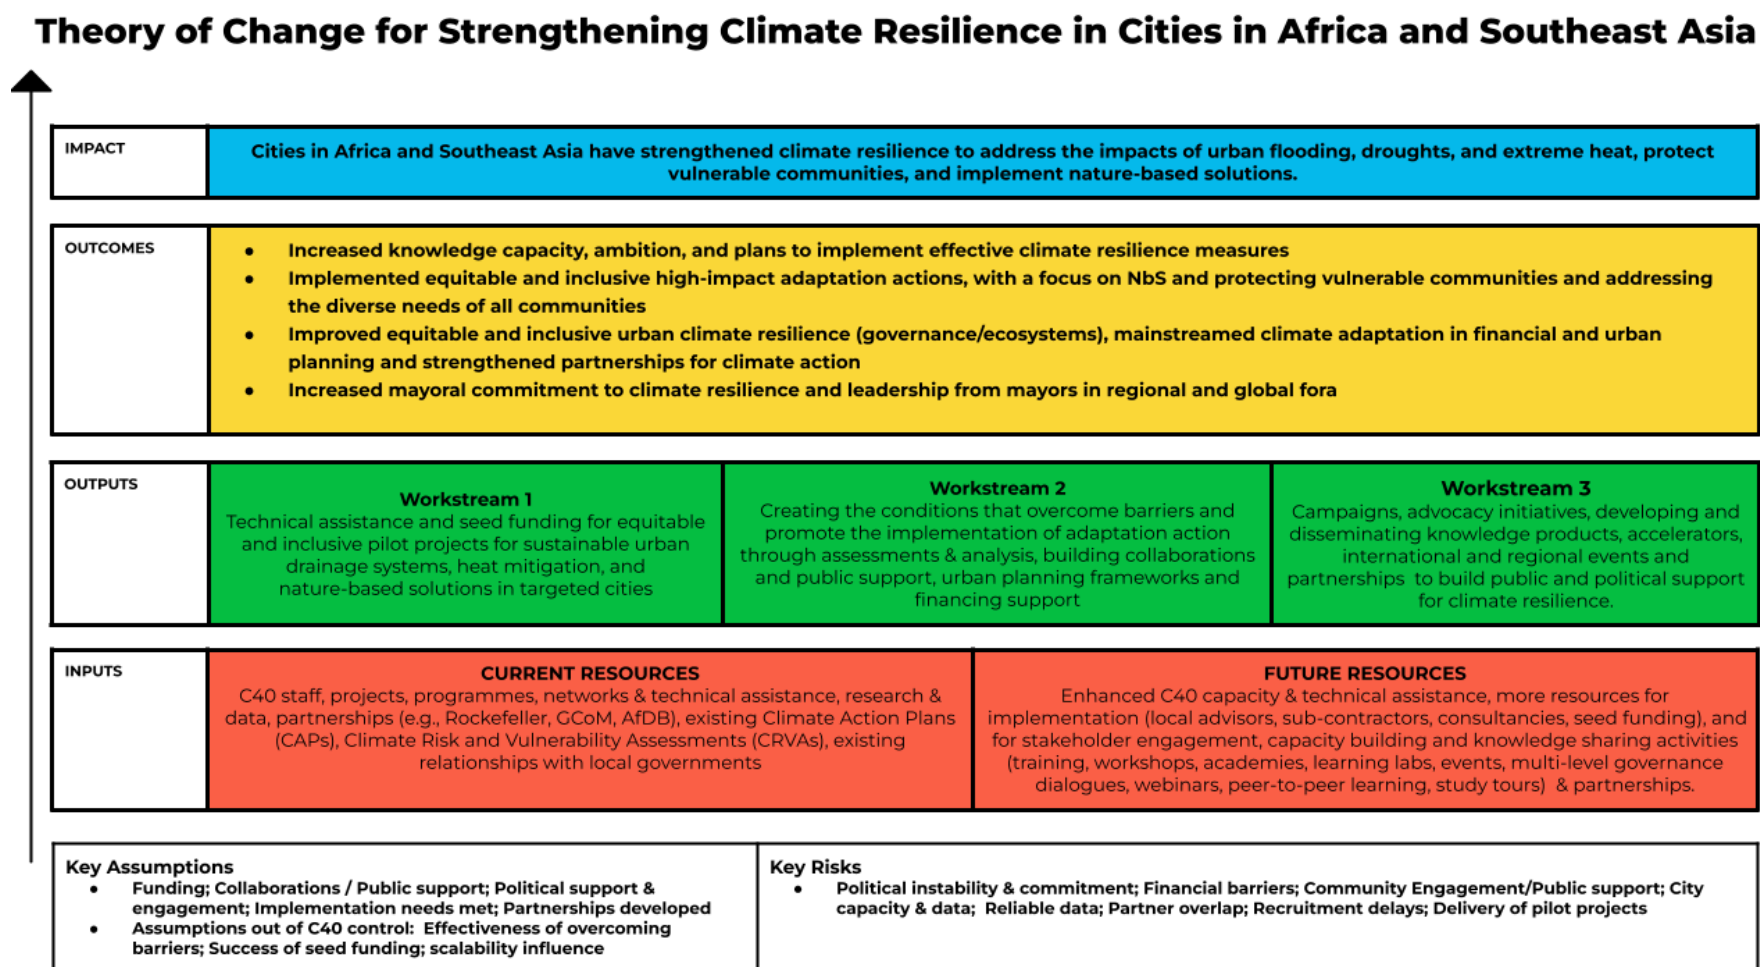 Theory of Change for Strengthening Climate Resilience in Cities in Africa and Southeast Asia
IMPACT
Cities in Africa and Southeast Asia have strengthened climate resilience to address the impacts of urban flooding, droughts, and extreme heat, protect
vulnerable communities, and implement nature-based solutions.
OUTCOMES
● Increased knowledge capacity, ambition, and plans to implement effective climate resilience measures
● Implemented equitable and inclusive high-impact adaptation actions, with a focus on NbS and protecting vulnerable communities and addressing
the diverse needs of all communities
● Improved equitable and inclusive urban climate resilience (governance/ecosystems), mainstreamed climate adaptation in financial and urban
planning and strengthened partnerships for climate action
● Increased mayoral commitment to climate resilience and leadership from mayors in regional and global fora
OUTPUTS
Workstream 1
Technical assistance and seed funding for equitable
and inclusive pilot projects for sustainable urban
drainage systems, heat mitigation, and
nature-based solutions in targeted cities
Workstream 2
Creating the conditions that overcome barriers and
promote the implementation of adaptation action
through assessments & analysis, building collaborations
and public support, urban planning frameworks and
financing support
Workstream 3
Campaigns, advocacy initiatives, developing and
disseminating knowledge products, accelerators,
international and regional events and
partnerships to build public and political support
for climate resilience.
INPUTS
CURRENT RESOURCES
C40 staff, projects, programmes, networks & technical assistance, research &
data, partnerships (e.g., Rockefeller, GCoM, AfDB), existing Climate Action Plans
(CAPs), Climate Risk and Vulnerability Assessments (CRVAs), existing
relationships with local governments
FUTURE RESOURCES
Enhanced C40 capacity & technical assistance, more resources for
implementation (local advisors, sub-contractors, consultancies, seed funding), and
for stakeholder engagement, capacity building and knowledge sharing activities
(training, workshops, academies, learning labs, events, multi-level governance
dialogues, webinars, peer-to-peer learning, study tours) & partnerships.
Key Assumptions
● Funding; Collaborations / Public support; Political support &
engagement; Implementation needs met; Partnerships developed
● Assumptions out of C40 control: Effectiveness of overcoming
barriers; Success of seed funding; scalability influence
Key Risks
● Political instability & commitment; Financial barriers; Community Engagement/Public support; City
capacity & data; Reliable data; Partner overlap; Recruitment delays; Delivery of pilot projects